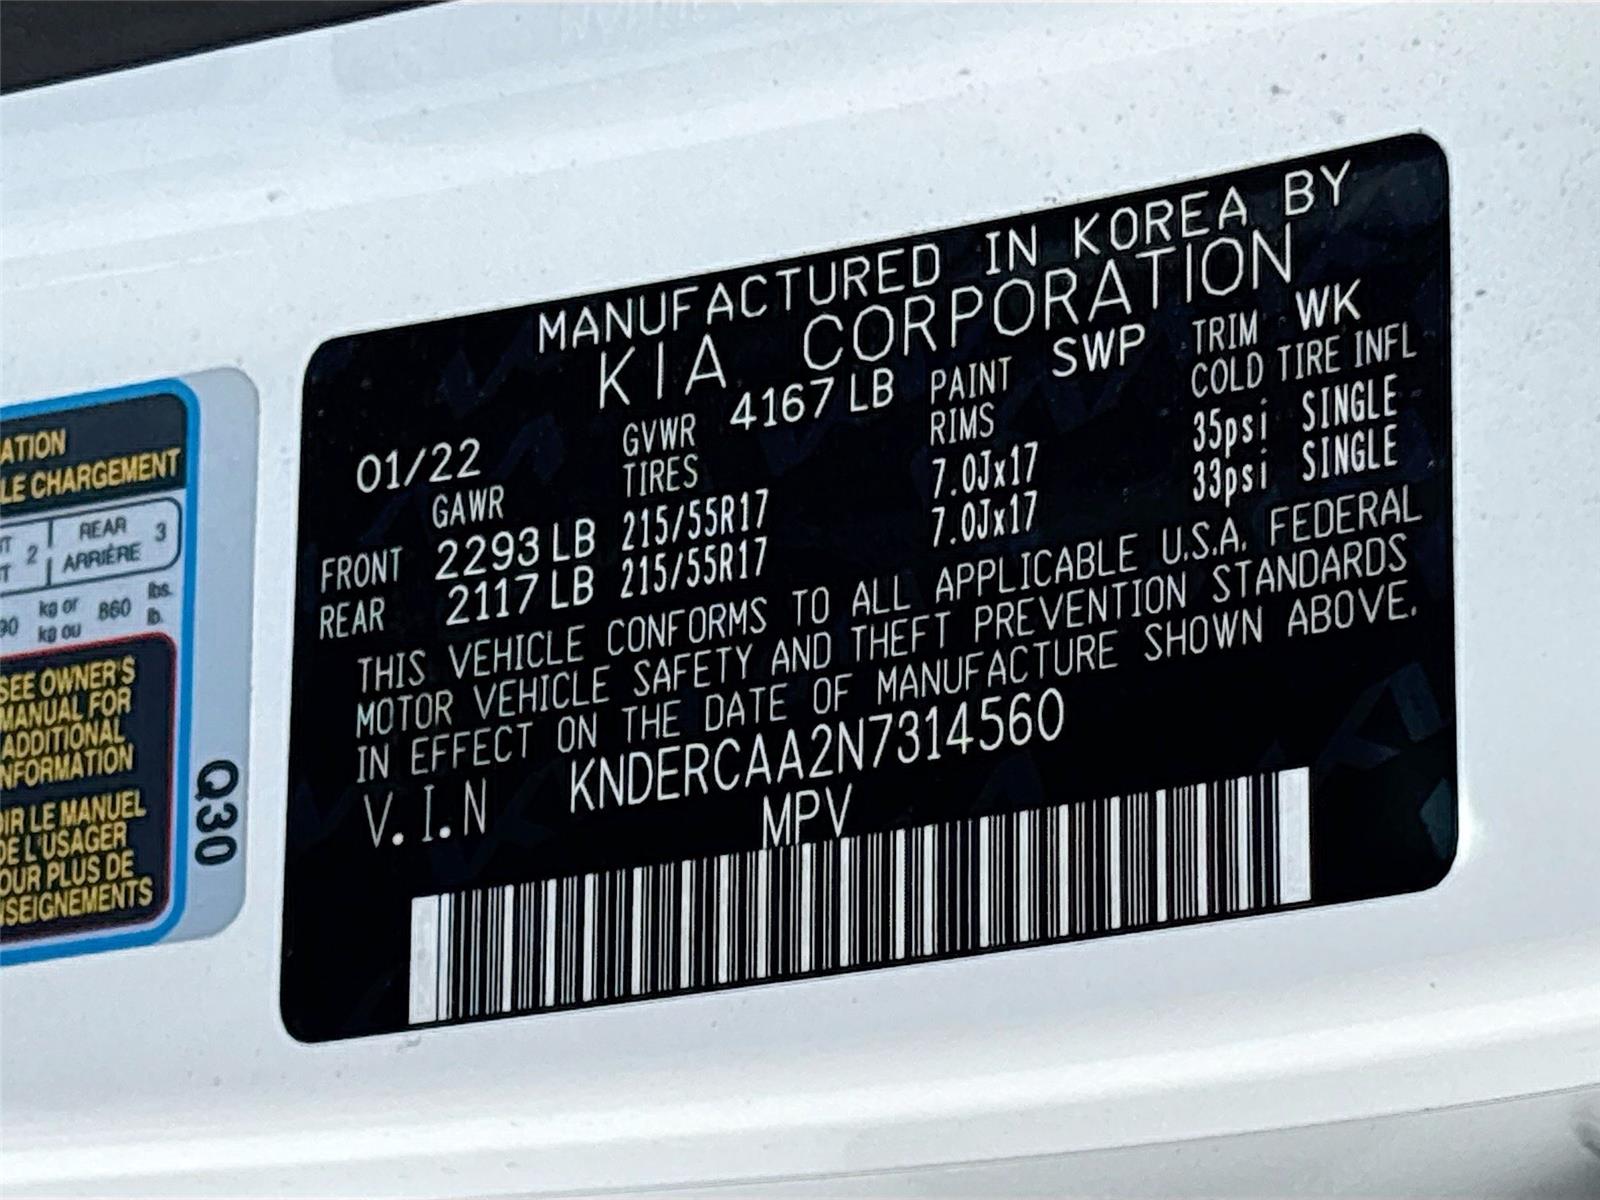 MANUFACTURED IN KOREA BY
KIA CORPORATION
01/22 GVWR 4167 LB PAINT SWP TRIM WK
GAWR TIRES RIMS COLD TIRE INFL
FRONT 2293 LB 215/55R17 7.0Jx17 35psi SINGLE
REAR 2117 LB 215/55R17 7.0Jx17 33psi SINGLE
THIS VEHICLE CONFORMS TO ALL APPLICABLE U.S.A. FEDERAL
MOTOR VEHICLE SAFETY AND THEFT PREVENTION STANDARDS
IN EFFECT ON THE DATE OF MANUFACTURE SHOWN ABOVE.
V.I.N KNDERCAA2N7314560
MPV
LE CHARGEMENT
2 REAR 3
ARRIÈRE
kg or 860 lbs.
kg ou lb.
SEE OWNER'S
MANUAL FOR
ADDITIONAL
NFORMATION
LE MANUEL
DE L'USAGER
PLUS DE
Q30